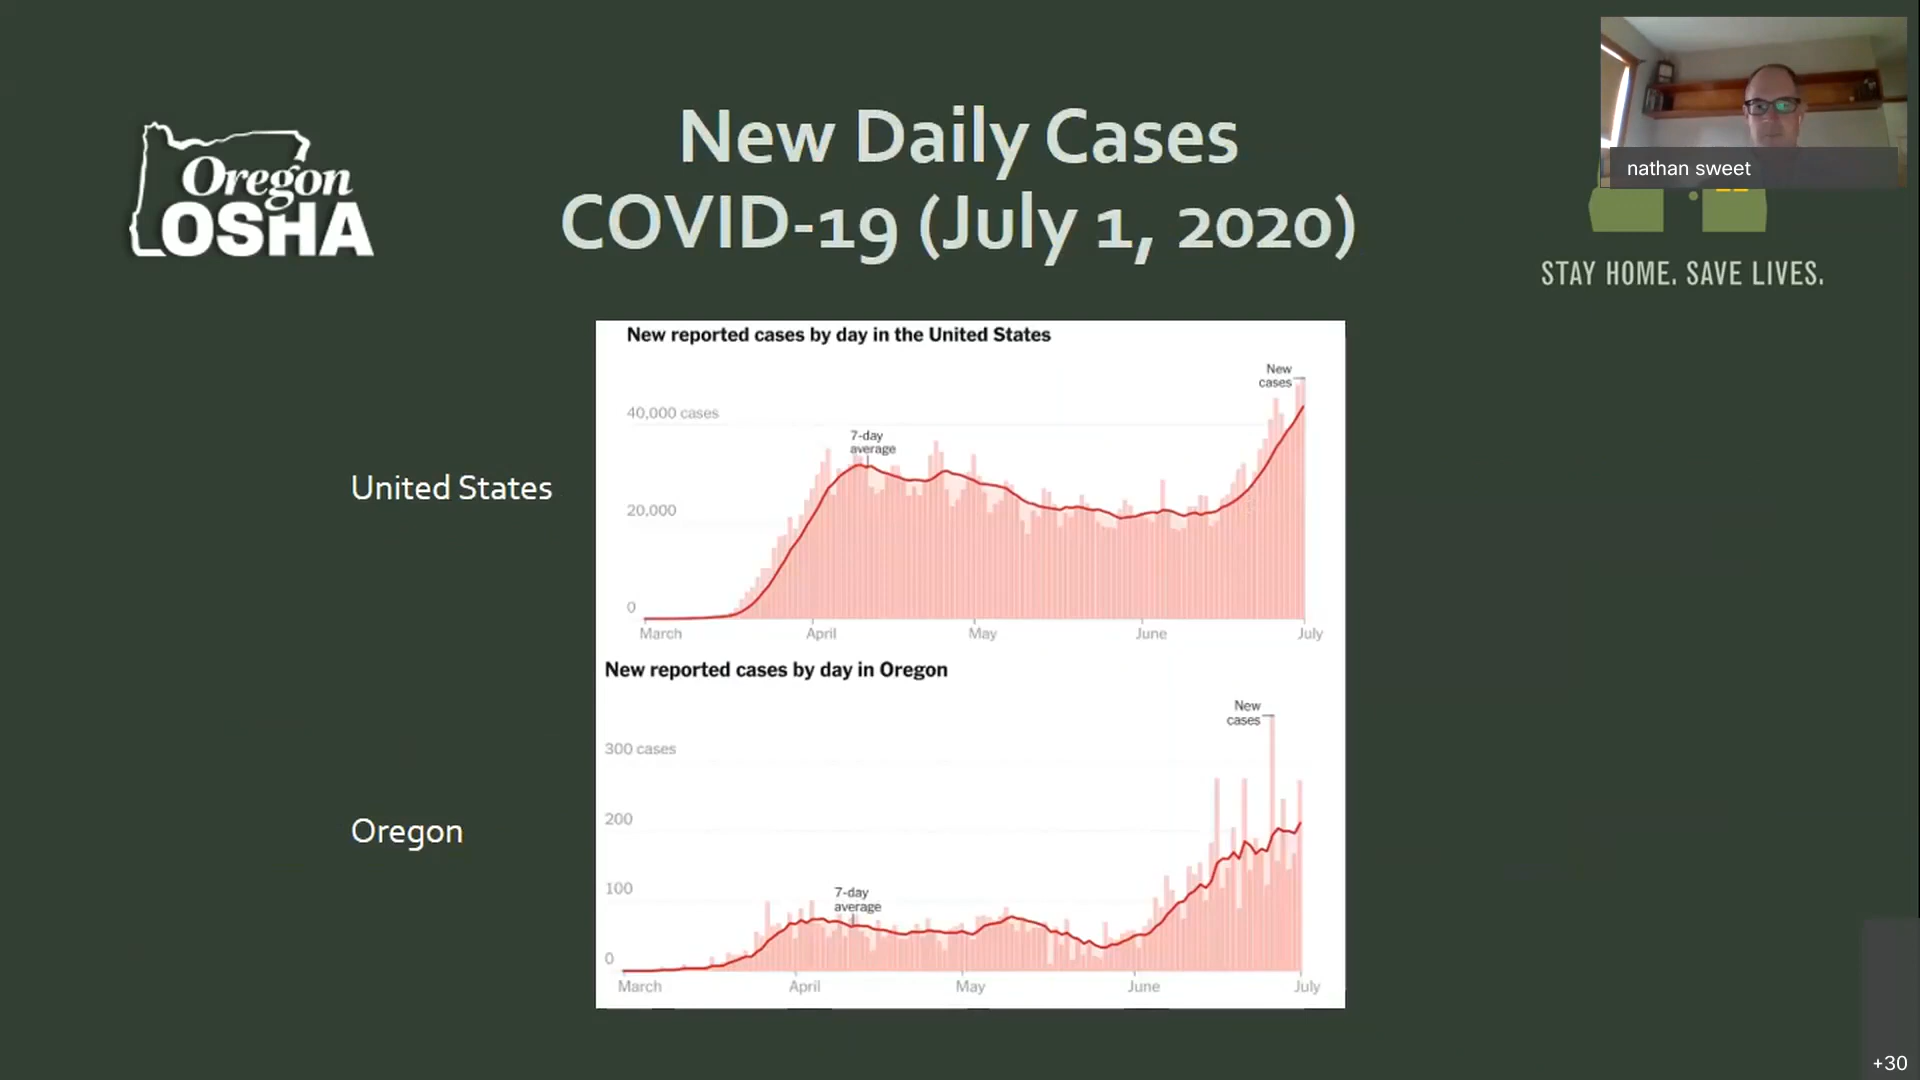 nathan sweet
Oregon
OSHA
New Daily Cases
COVID-19 (July 1, 2020)
STAY HOME. SAVE LIVES.
United States
New reported cases by day in the United States
New
cases
40,000 cases
7-day
average
20,000
0
March April May June July
Oregon
New reported cases by day in Oregon
New
cases
300 cases
200
100
7-day
average
0
March April May June July
+30